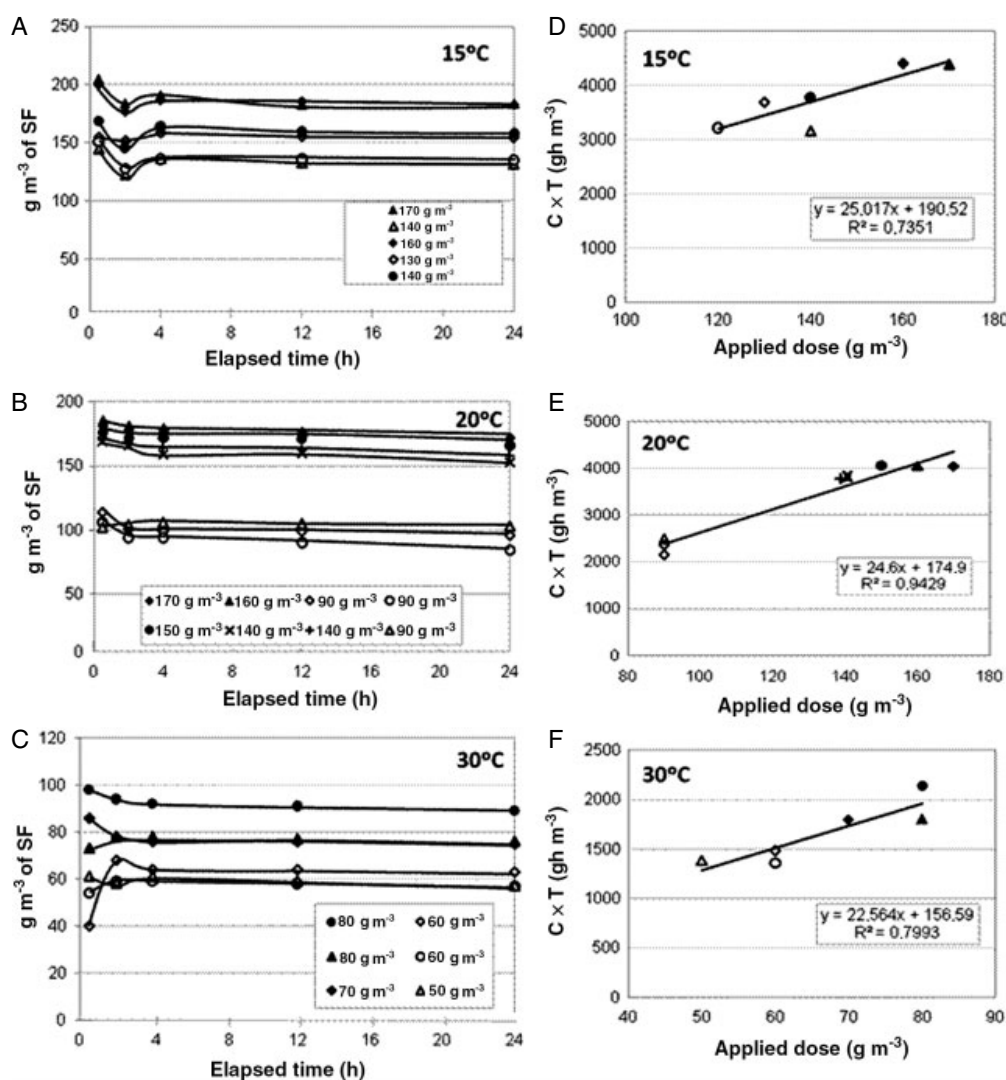 A
15°C
g m⁻³ of SF
250
200
150
100
50
0
▲170 g m⁻³
△140 g m⁻³
◆160 g m⁻³
◇130 g m⁻³
●140 g m⁻³
0 4 8 12 16 20 24
Elapsed time (h)
D
15°C
C × T (gh m⁻³)
5000
4000
3000
2000
1000
0
y = 25.017x + 190.52
R² = 0.7351
100 120 140 160 180
Applied dose (g m⁻³)
B
20°C
g m⁻³ of SF
200
150
100
50
0
◆170 g m⁻³ ▲160 g m⁻³ ◇90 g m⁻³ ○90 g m⁻³
●150 g m⁻³ ×140 g m⁻³ +140 g m⁻³ △90 g m⁻³
0 4 8 12 16 20 24
Elapsed time (h)
E
20°C
C × T (gh m⁻³)
5000
4000
3000
2000
1000
0
y = 24.6x + 174.9
R² = 0.9429
80 100 120 140 160 180
Applied dose (g m⁻³)
C
30°C
g m⁻³ of SF
120
100
80
60
40
20
0
● 80 g m⁻³ ◇ 60 g m⁻³
▲ 80 g m⁻³ ○ 60 g m⁻³
◆ 70 g m⁻³ △ 50 g m⁻³
0 4 8 12 16 20 24
Elapsed time (h)
F
30°C
C × T (gh m⁻³)
2500
2000
1500
1000
500
0
y = 22.564x + 156.59
R² = 0.7993
40 50 60 70 80 90
Applied dose (g m⁻³)